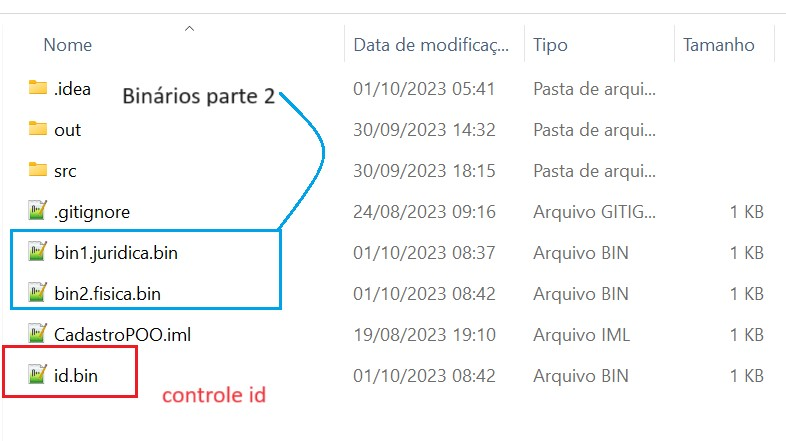 Nome Data de modificaç... Tipo Tamanho
.idea 01/10/2023 05:41 Pasta de arqui...
Binários parte 2
out 30/09/2023 14:32 Pasta de arqui...
src 30/09/2023 18:15 Pasta de arqui...
.gitignore 24/08/2023 09:16 Arquivo GITIG... 1 KB
bin1.juridica.bin 01/10/2023 08:37 Arquivo BIN 1 KB
bin2.fisica.bin 01/10/2023 08:42 Arquivo BIN 1 KB
CadastroPOO.iml 19/08/2023 19:10 Arquivo IML 1 KB
id.bin 01/10/2023 08:42 Arquivo BIN 1 KB
controle id